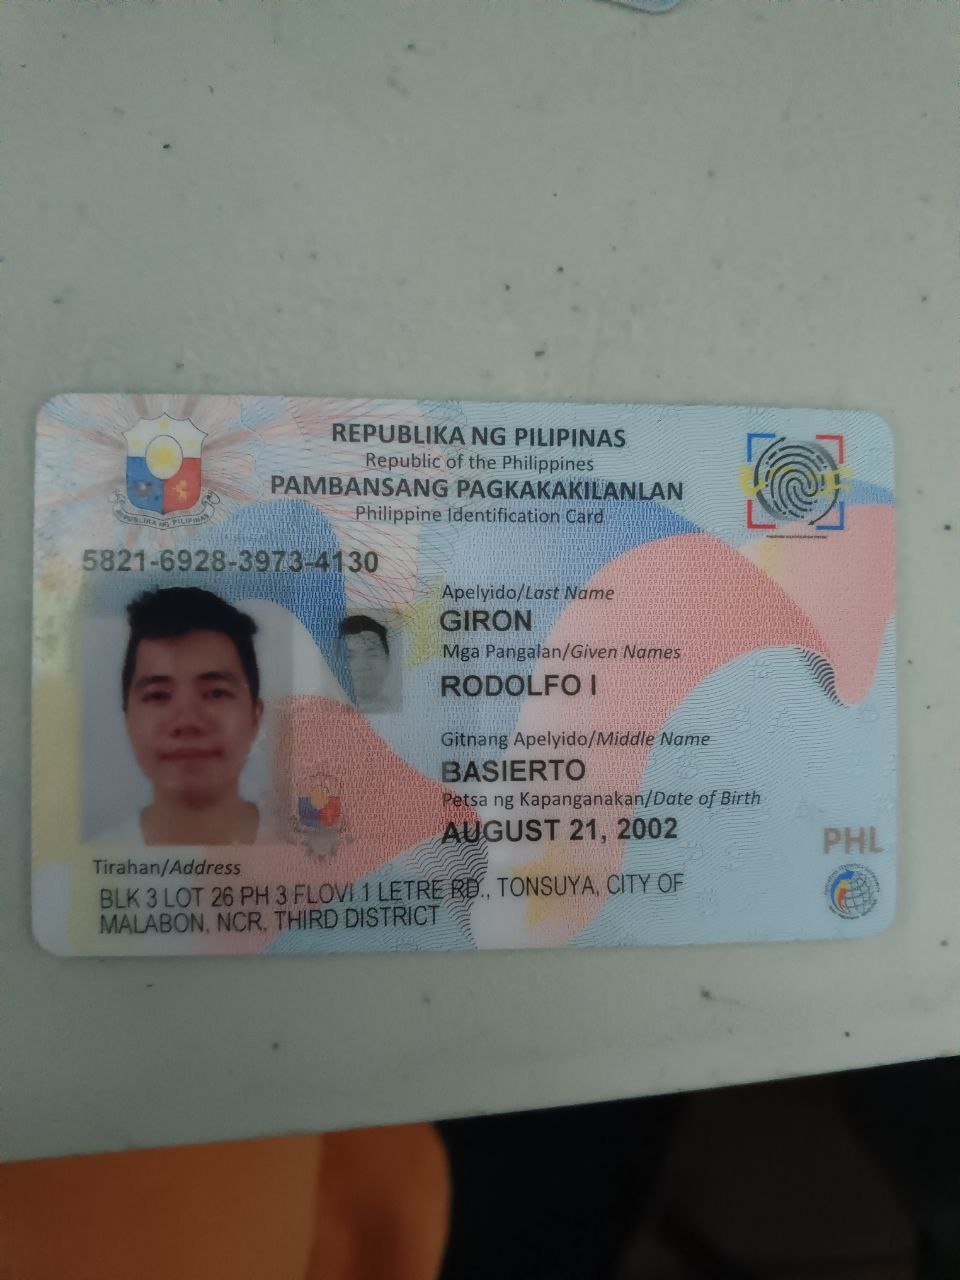 REPUBLIKA NG PILIPINAS
Republic of the Philippines
PAMBANSANG PAGKAKAKILANLAN
Philippine Identification Card
REPUBLIKA NG PILIPINAS
5821-6928-3973-4130
Apelyido/Last Name
GIRON
Mga Pangalan/Given Names
RODOLFO I
Gitnang Apelyido/Middle Name
BASIERTO
Petsa ng Kapanganakan/Date of Birth
AUGUST 21, 2002
PHL
Tirahan/Address
BLK 3 LOT 26 PH 3 FLOVI 1 LETRE RD., TONSUYA, CITY OF
MALABON, NCR, THIRD DISTRICT